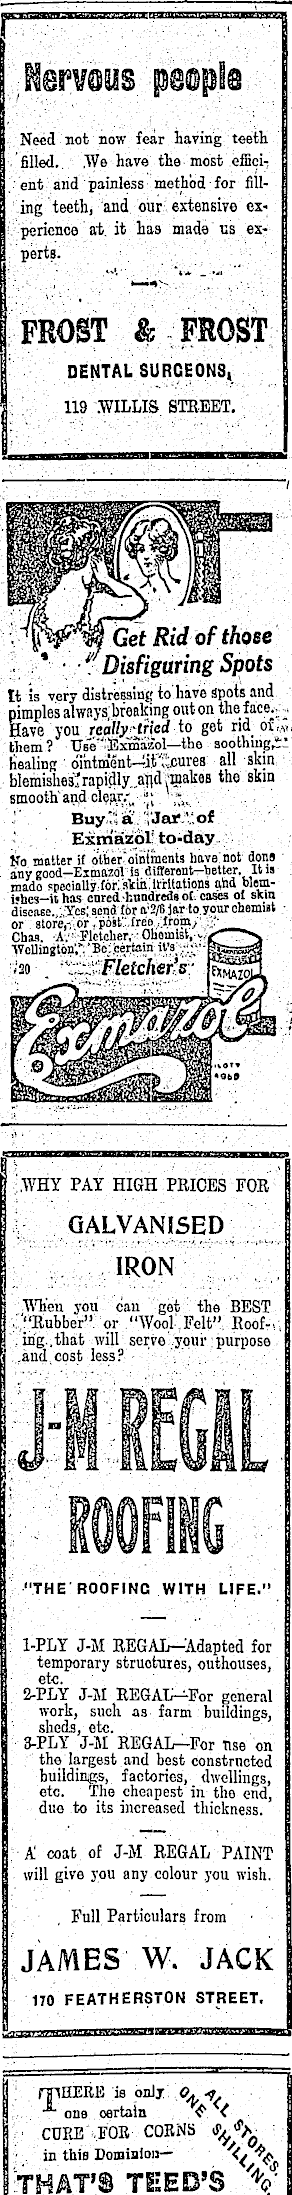 Nervous people
Need not now fear having teeth
filled. We have the most effici-
ent and painless method for fill-
ing teeth, and our extensive ex-
perience at it has made us ex-
perts.
FROST & FROST
DENTAL SURGEONS,
119 WILLIS STREET.
Get Rid of those
Disfiguring Spots
It is very distressing to have spots and
pimples always breaking out on the face.
Have you really tried to get rid of
them? Use Exmazol—the soothing,
healing ointment—it cures all skin
blemishes rapidly and makes the skin
smooth and clear.
Buy a Jar of
Exmazol to-day
No matter if other ointments have not done
any good—Exmazol is different—better. It is
made specially for skin irritations and blem-
ishes—it has cured hundreds of cases of skin
disease. Yes, send for a 2/6 jar to your chemist
or store, or post free from
Chas. A. Fletcher, Chemist,
Wellington. Be certain it's
20 Fletcher's
EXMAZOL
Exmazol
WHY PAY HIGH PRICES FOR
GALVANISED
IRON
When you can get the BEST
"Rubber" or "Wool Felt" Roof-
ing that will serve your purpose
and cost less?
J-M REGAL
ROOFING
"THE ROOFING WITH LIFE."
1-PLY J-M REGAL—Adapted for
temporary structures, outhouses,
etc.
2-PLY J-M REGAL—For general
work, such as farm buildings,
sheds, etc.
3-PLY J-M REGAL—For use on
the largest and best constructed
buildings, factories, dwellings,
etc. The cheapest in the end,
due to its increased thickness.
A coat of J-M REGAL PAINT
will give you any colour you wish.
Full Particulars from
JAMES W. JACK
170 FEATHERSTON STREET.
THERE is only
one certain
CURE FOR CORNS
in this Dominion—
THAT'S TEED'S
ALL STORES.
ONE SHILLING.